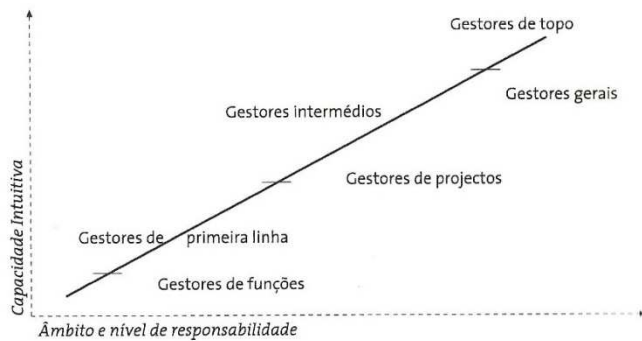 Gestores de topo
Gestores gerais
Gestores intermédios
Gestores de projectos
Gestores de primeira linha
Gestores de funções
Capacidade Intuitiva
Âmbito e nível de responsabilidade